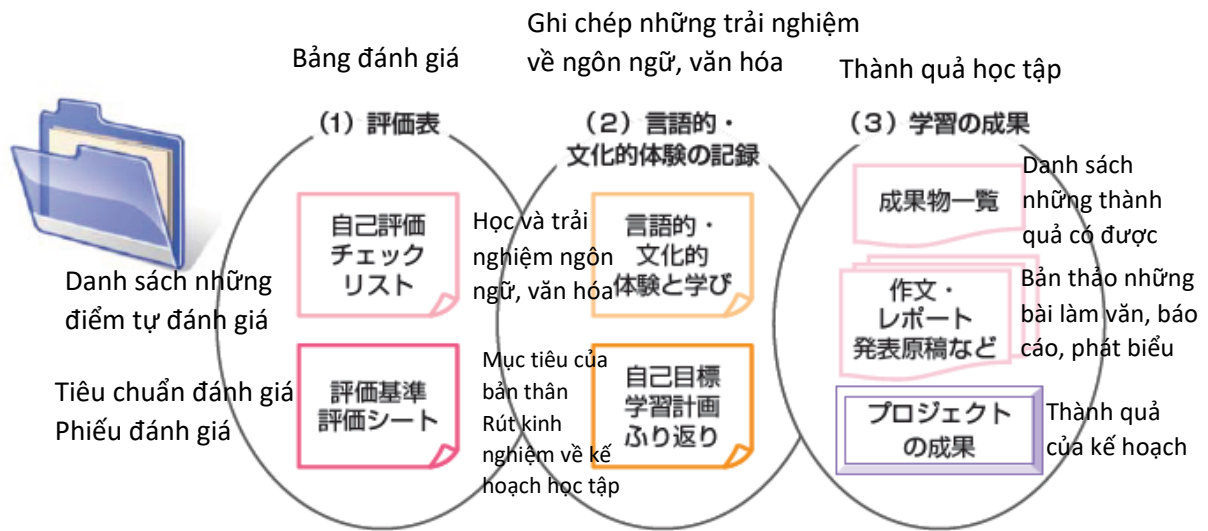 Bảng đánh giá
(1)評価表
自己評価
チェック
リスト
Danh sách những
điểm tự đánh giá
評価基準
評価シート
Tiêu chuẩn đánh giá
Phiếu đánh giá
Ghi chép những trải nghiệm
về ngôn ngữ, văn hóa
(2)言語的・
文化的体験の記録
言語的・
文化的
体験と学び
Học và trải
nghiệm ngôn
ngữ, văn hóa
自己目標
学習計画
ふり返り
Mục tiêu của
bản thân
Rút kinh
nghiệm về kế
hoạch học tập
Thành quả học tập
(3)学習の成果
成果物一覧
Danh sách
những thành
quả có được
作文・
レポート
発表原稿など
Bản thảo những
bài làm văn, báo
cáo, phát biểu
プロジェクト
の成果
Thành quả
của kế hoạch